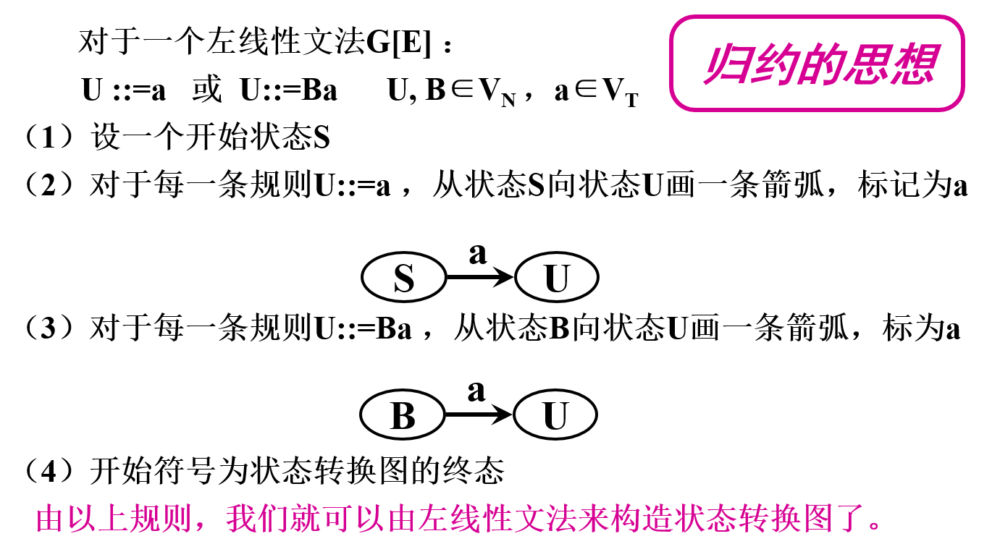 对于一个左线性文法G[E]：
归约的思想
U ::=a 或 U::=Ba U, B∈VN，a∈VT
（1）设一个开始状态S
（2）对于每一条规则U::=a，从状态S向状态U画一条箭弧，标记为a
a
S U
（3）对于每一条规则U::=Ba，从状态B向状态U画一条箭弧，标为a
a
B U
（4）开始符号为状态转换图的终态
由以上规则，我们就可以由左线性文法来构造状态转换图了。